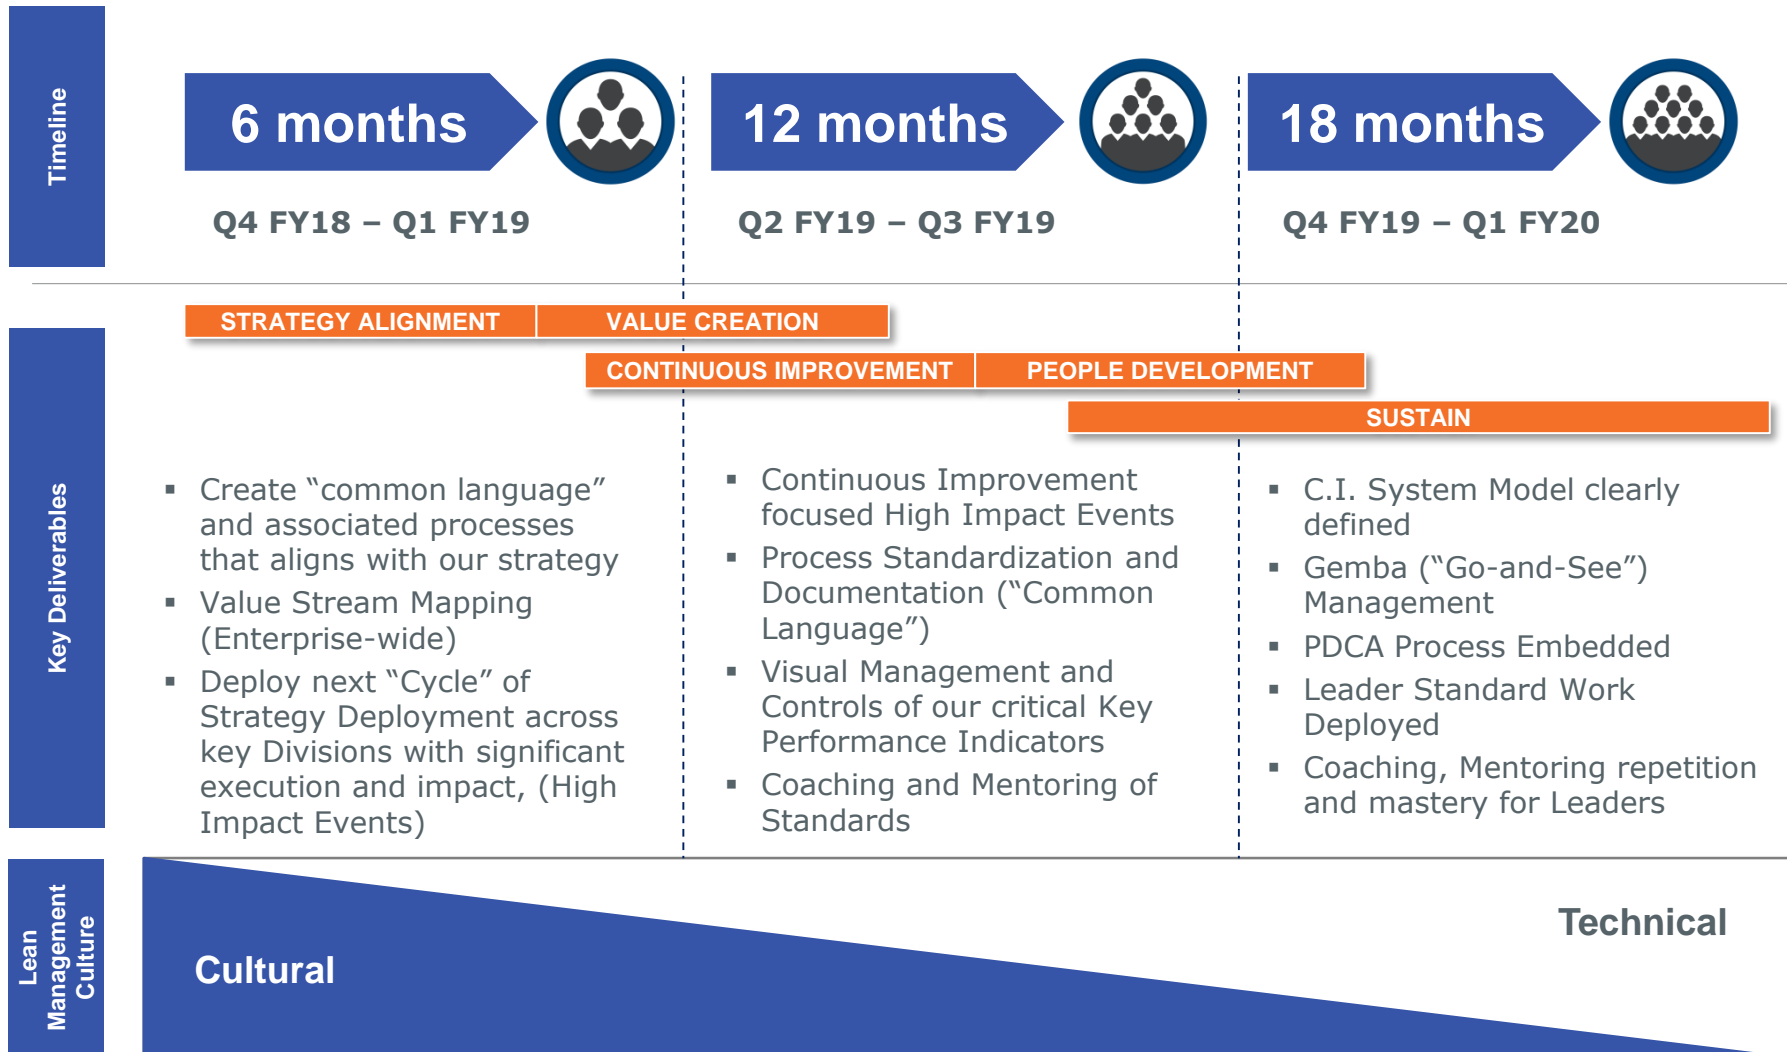 Timeline
6 months
12 months
18 months
Q4 FY18 – Q1 FY19
Q2 FY19 – Q3 FY19
Q4 FY19 – Q1 FY20
Key Deliverables
STRATEGY ALIGNMENT
VALUE CREATION
CONTINUOUS IMPROVEMENT
PEOPLE DEVELOPMENT
SUSTAIN
▪ Create “common language”
and associated processes
that aligns with our strategy
▪ Value Stream Mapping
(Enterprise-wide)
▪ Deploy next “Cycle” of
Strategy Deployment across
key Divisions with significant
execution and impact, (High
Impact Events)
▪ Continuous Improvement
focused High Impact Events
▪ Process Standardization and
Documentation (“Common
Language”)
▪ Visual Management and
Controls of our critical Key
Performance Indicators
▪ Coaching and Mentoring of
Standards
▪ C.I. System Model clearly
defined
▪ Gemba (“Go-and-See”)
Management
▪ PDCA Process Embedded
▪ Leader Standard Work
Deployed
▪ Coaching, Mentoring repetition
and mastery for Leaders
Lean
Management
Culture
Cultural
Technical